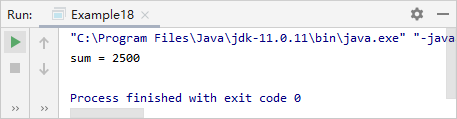 Run: Example18
"C:\Program Files\Java\jdk-11.0.11\bin\java.exe" "-java
sum = 2500
Process finished with exit code 0